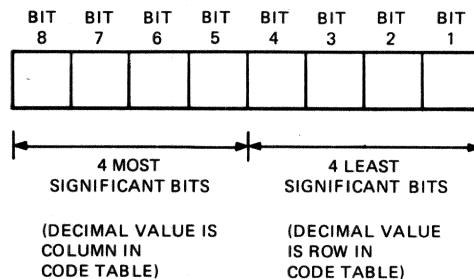 BIT BIT BIT BIT BIT BIT BIT BIT
8 7 6 5 4 3 2 1
4 MOST 4 LEAST
SIGNIFICANT BITS SIGNIFICANT BITS
(DECIMAL VALUE IS (DECIMAL VALUE
COLUMN IN IS ROW IN
CODE TABLE) CODE TABLE)